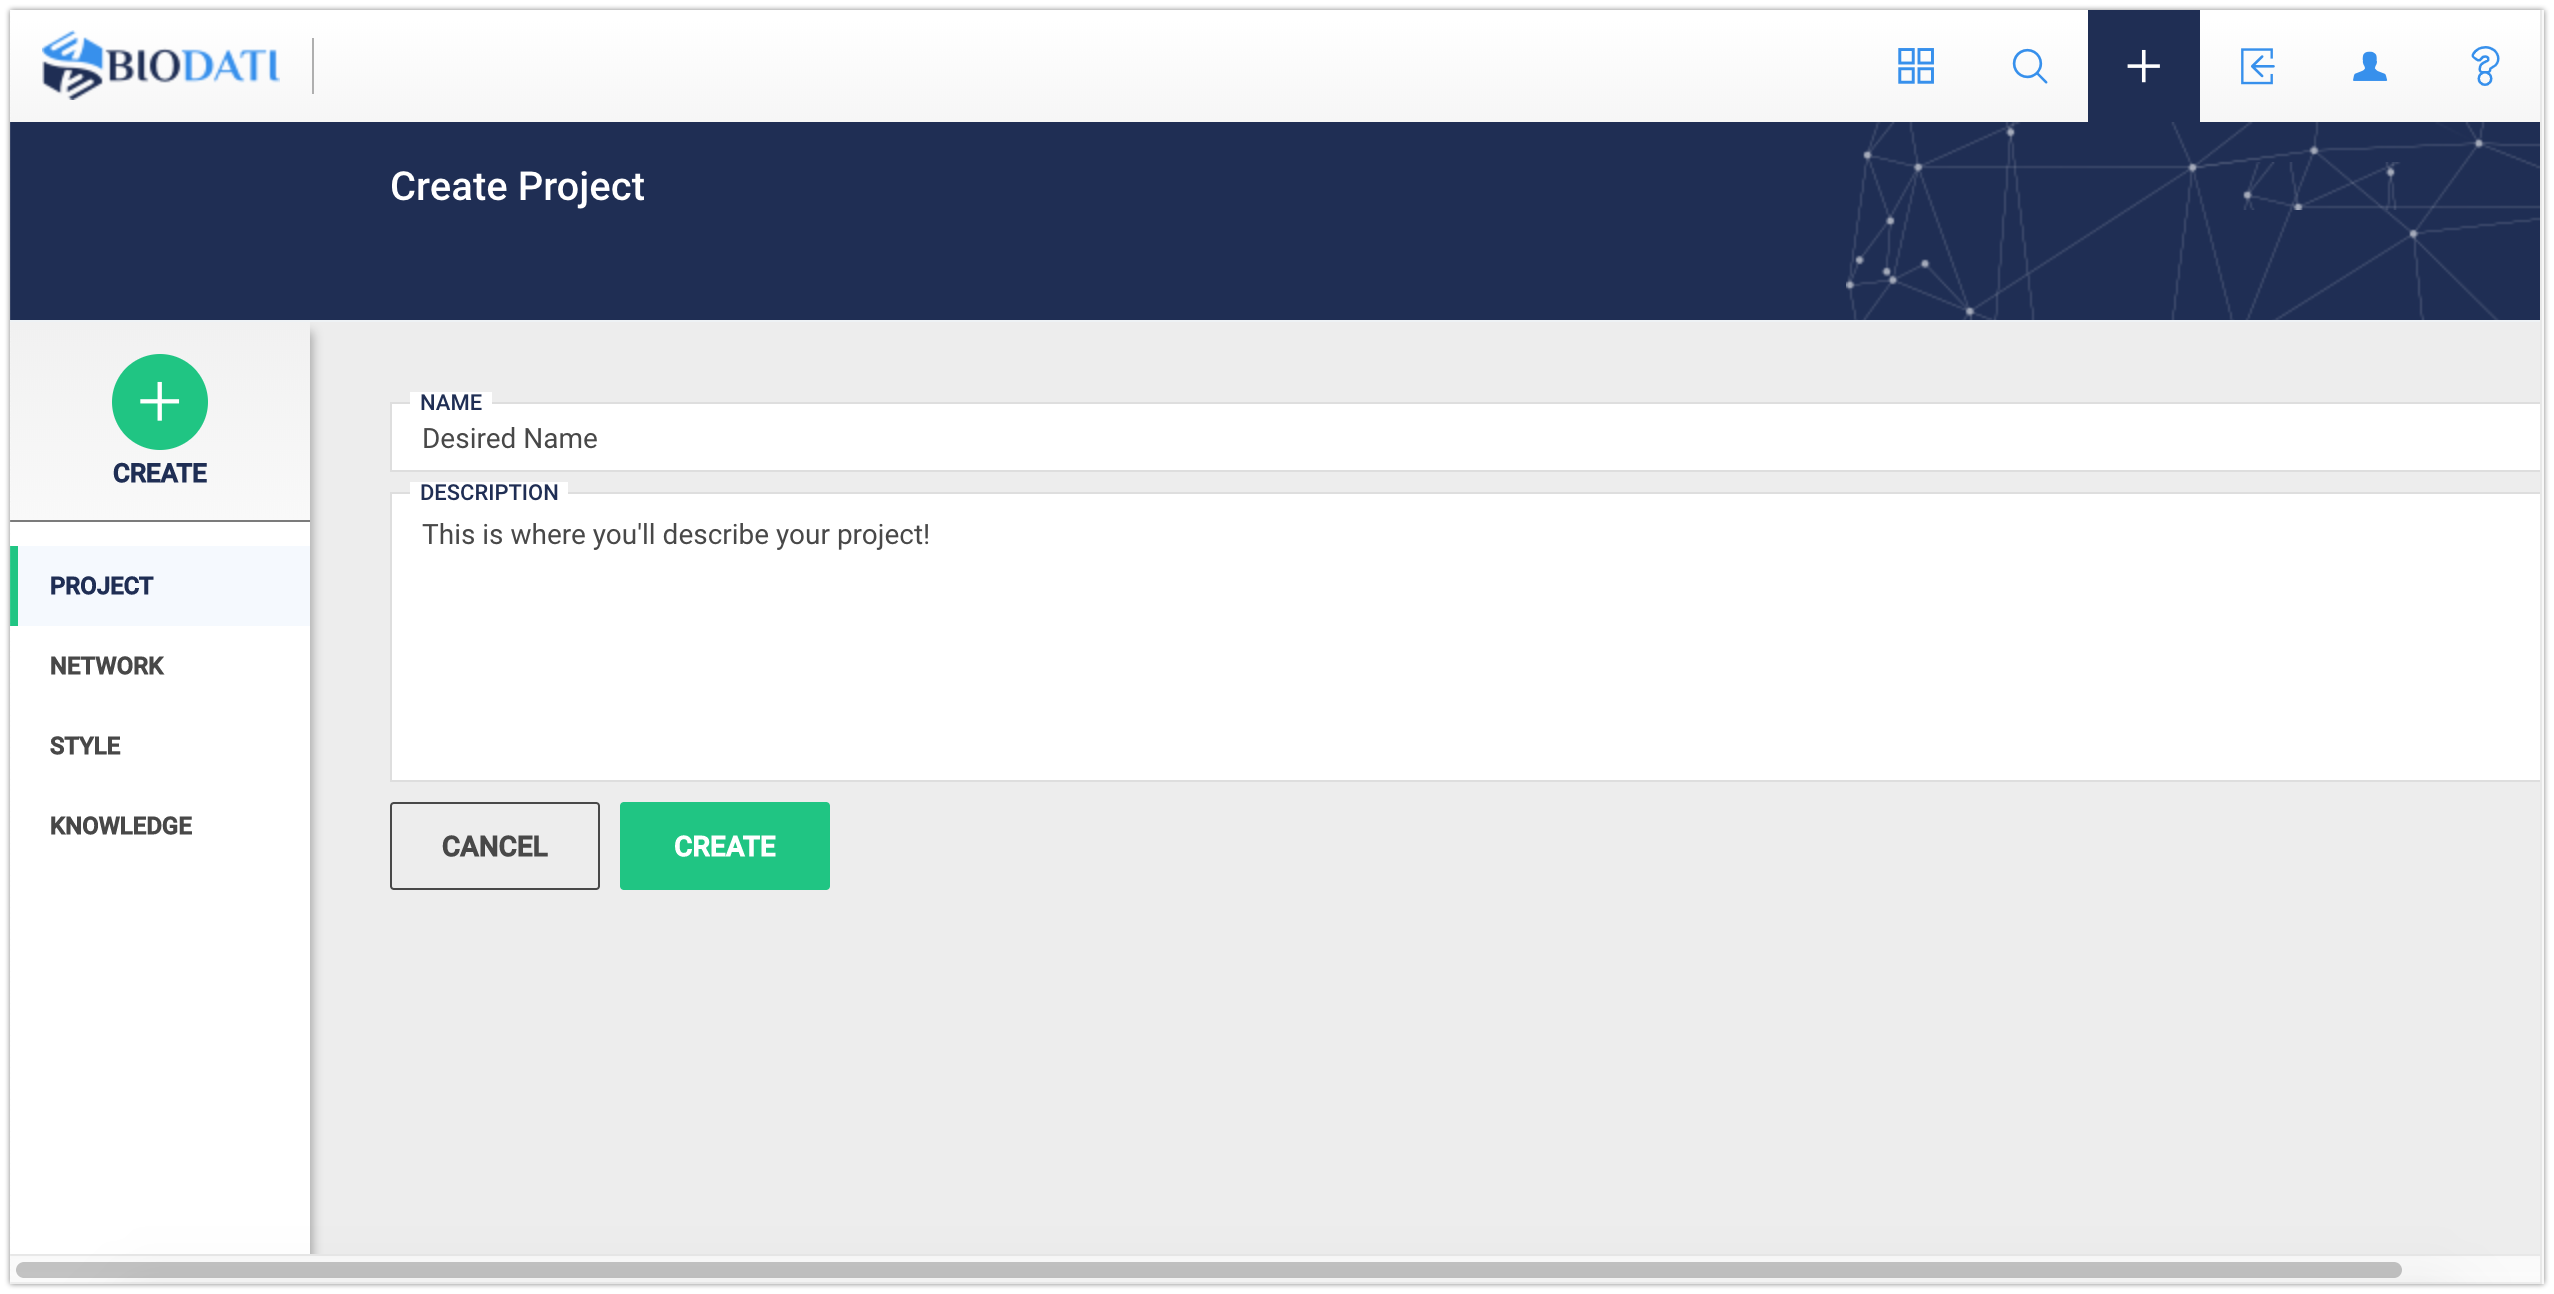 BIODATI
Create Project
CREATE
PROJECT
NETWORK
STYLE
KNOWLEDGE
NAME
Desired Name
DESCRIPTION
This is where you'll describe your project!
CANCEL CREATE